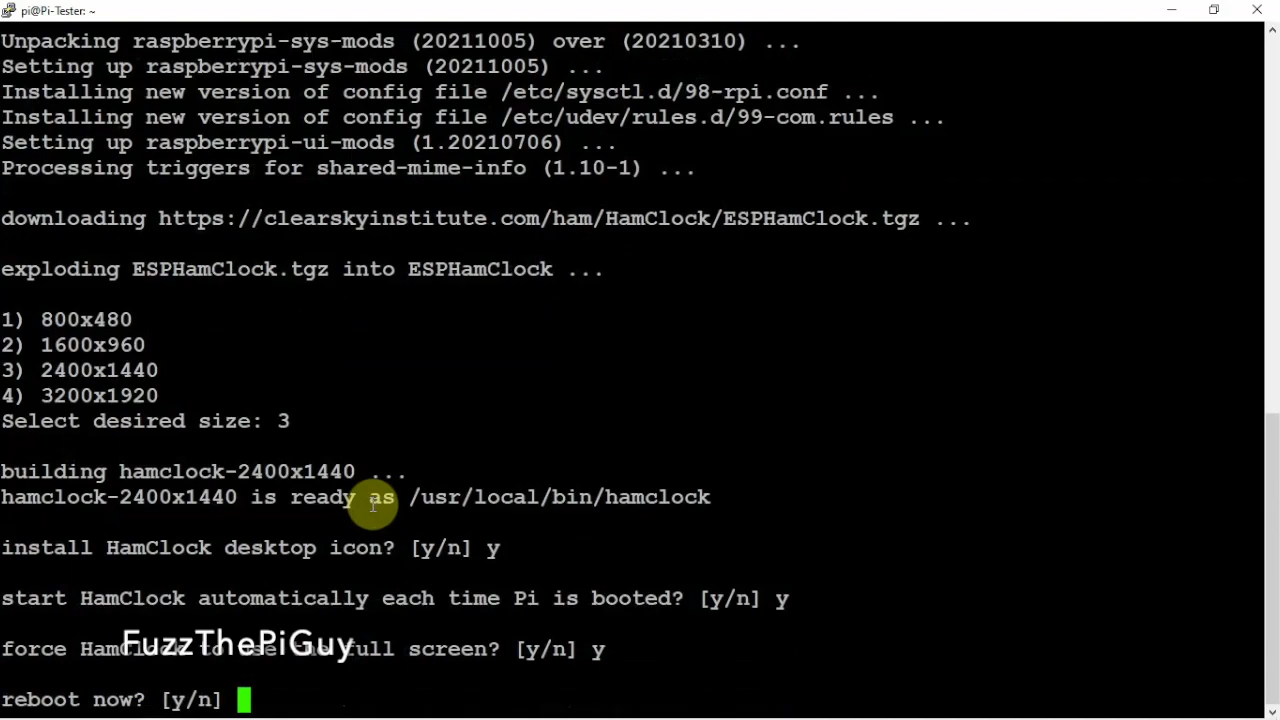 pi@Pi-Tester: ~
Unpacking raspberrypi-sys-mods (20211005) over (20210310) ...
Setting up raspberrypi-sys-mods (20211005) ...
Installing new version of config file /etc/sysctl.d/98-rpi.conf ...
Installing new version of config file /etc/udev/rules.d/99-com.rules ...
Setting up raspberrypi-ui-mods (1.20210706) ...
Processing triggers for shared-mime-info (1.10-1) ...
downloading https://clearskyinstitute.com/ham/HamClock/ESPHamClock.tgz ...
exploding ESPHamClock.tgz into ESPHamClock ...
1) 800x480
2) 1600x960
3) 2400x1440
4) 3200x1920
Select desired size: 3
building hamclock-2400x1440 ...
hamclock-2400x1440 is ready as /usr/local/bin/hamclock
install HamClock desktop icon? [y/n] y
start HamClock automatically each time Pi is booted? [y/n] y
force HamClock to use the full screen? [y/n] y
FuzzThePiGuy
reboot now? [y/n]